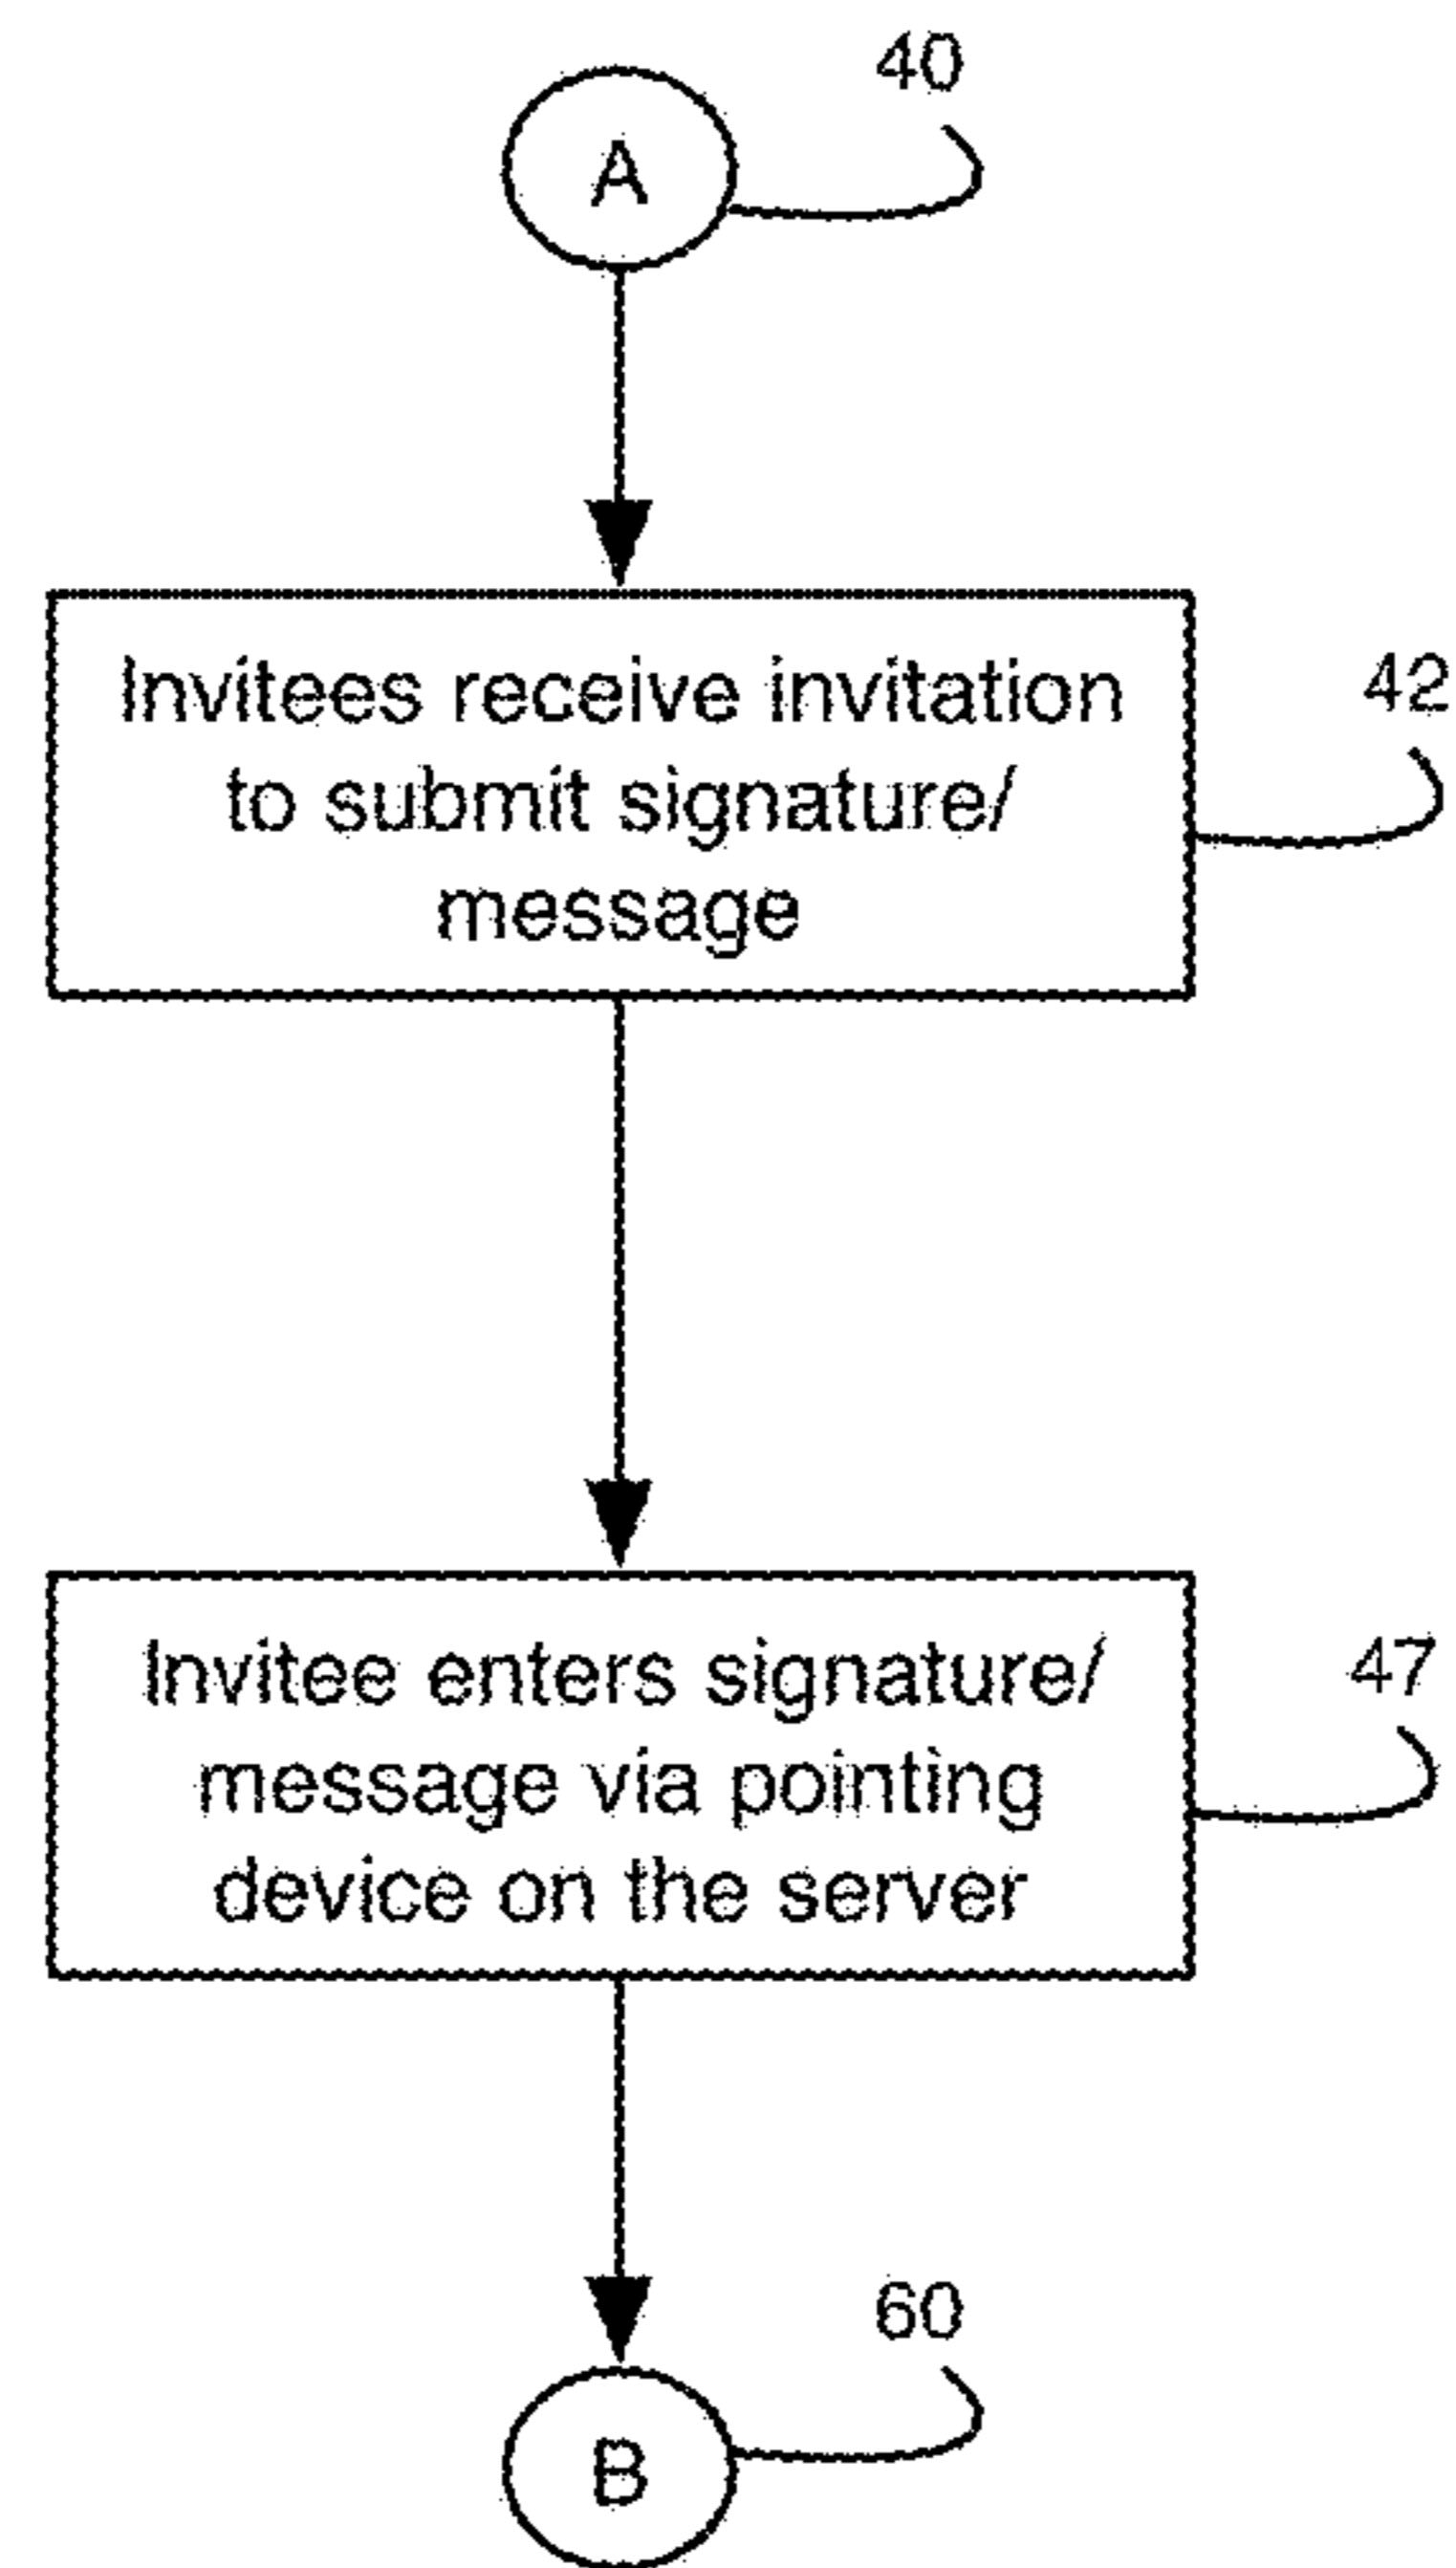 40
A
Invitees receive invitation
to submit signature/
message
42
Invitee enters signature/
message via pointing
device on the server
47
60
B